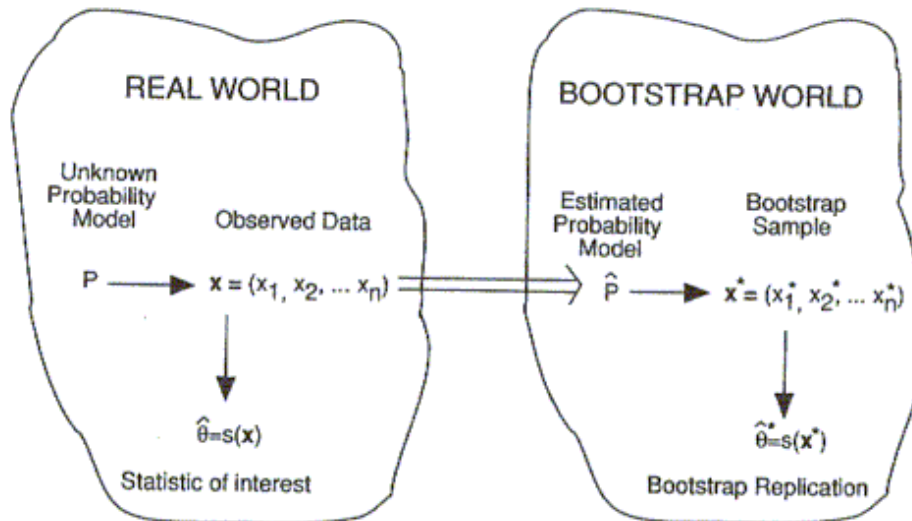 REAL WORLD
Unknown
Probability
Model
Observed Data
P
x = (x₁, x₂, ... xₙ)
θ̂=s(x)
Statistic of interest
BOOTSTRAP WORLD
Estimated
Probability
Model
Bootstrap
Sample
P̂
x* = (x₁*, x₂*, ... xₙ*)
θ̂*=s(x*)
Bootstrap Replication